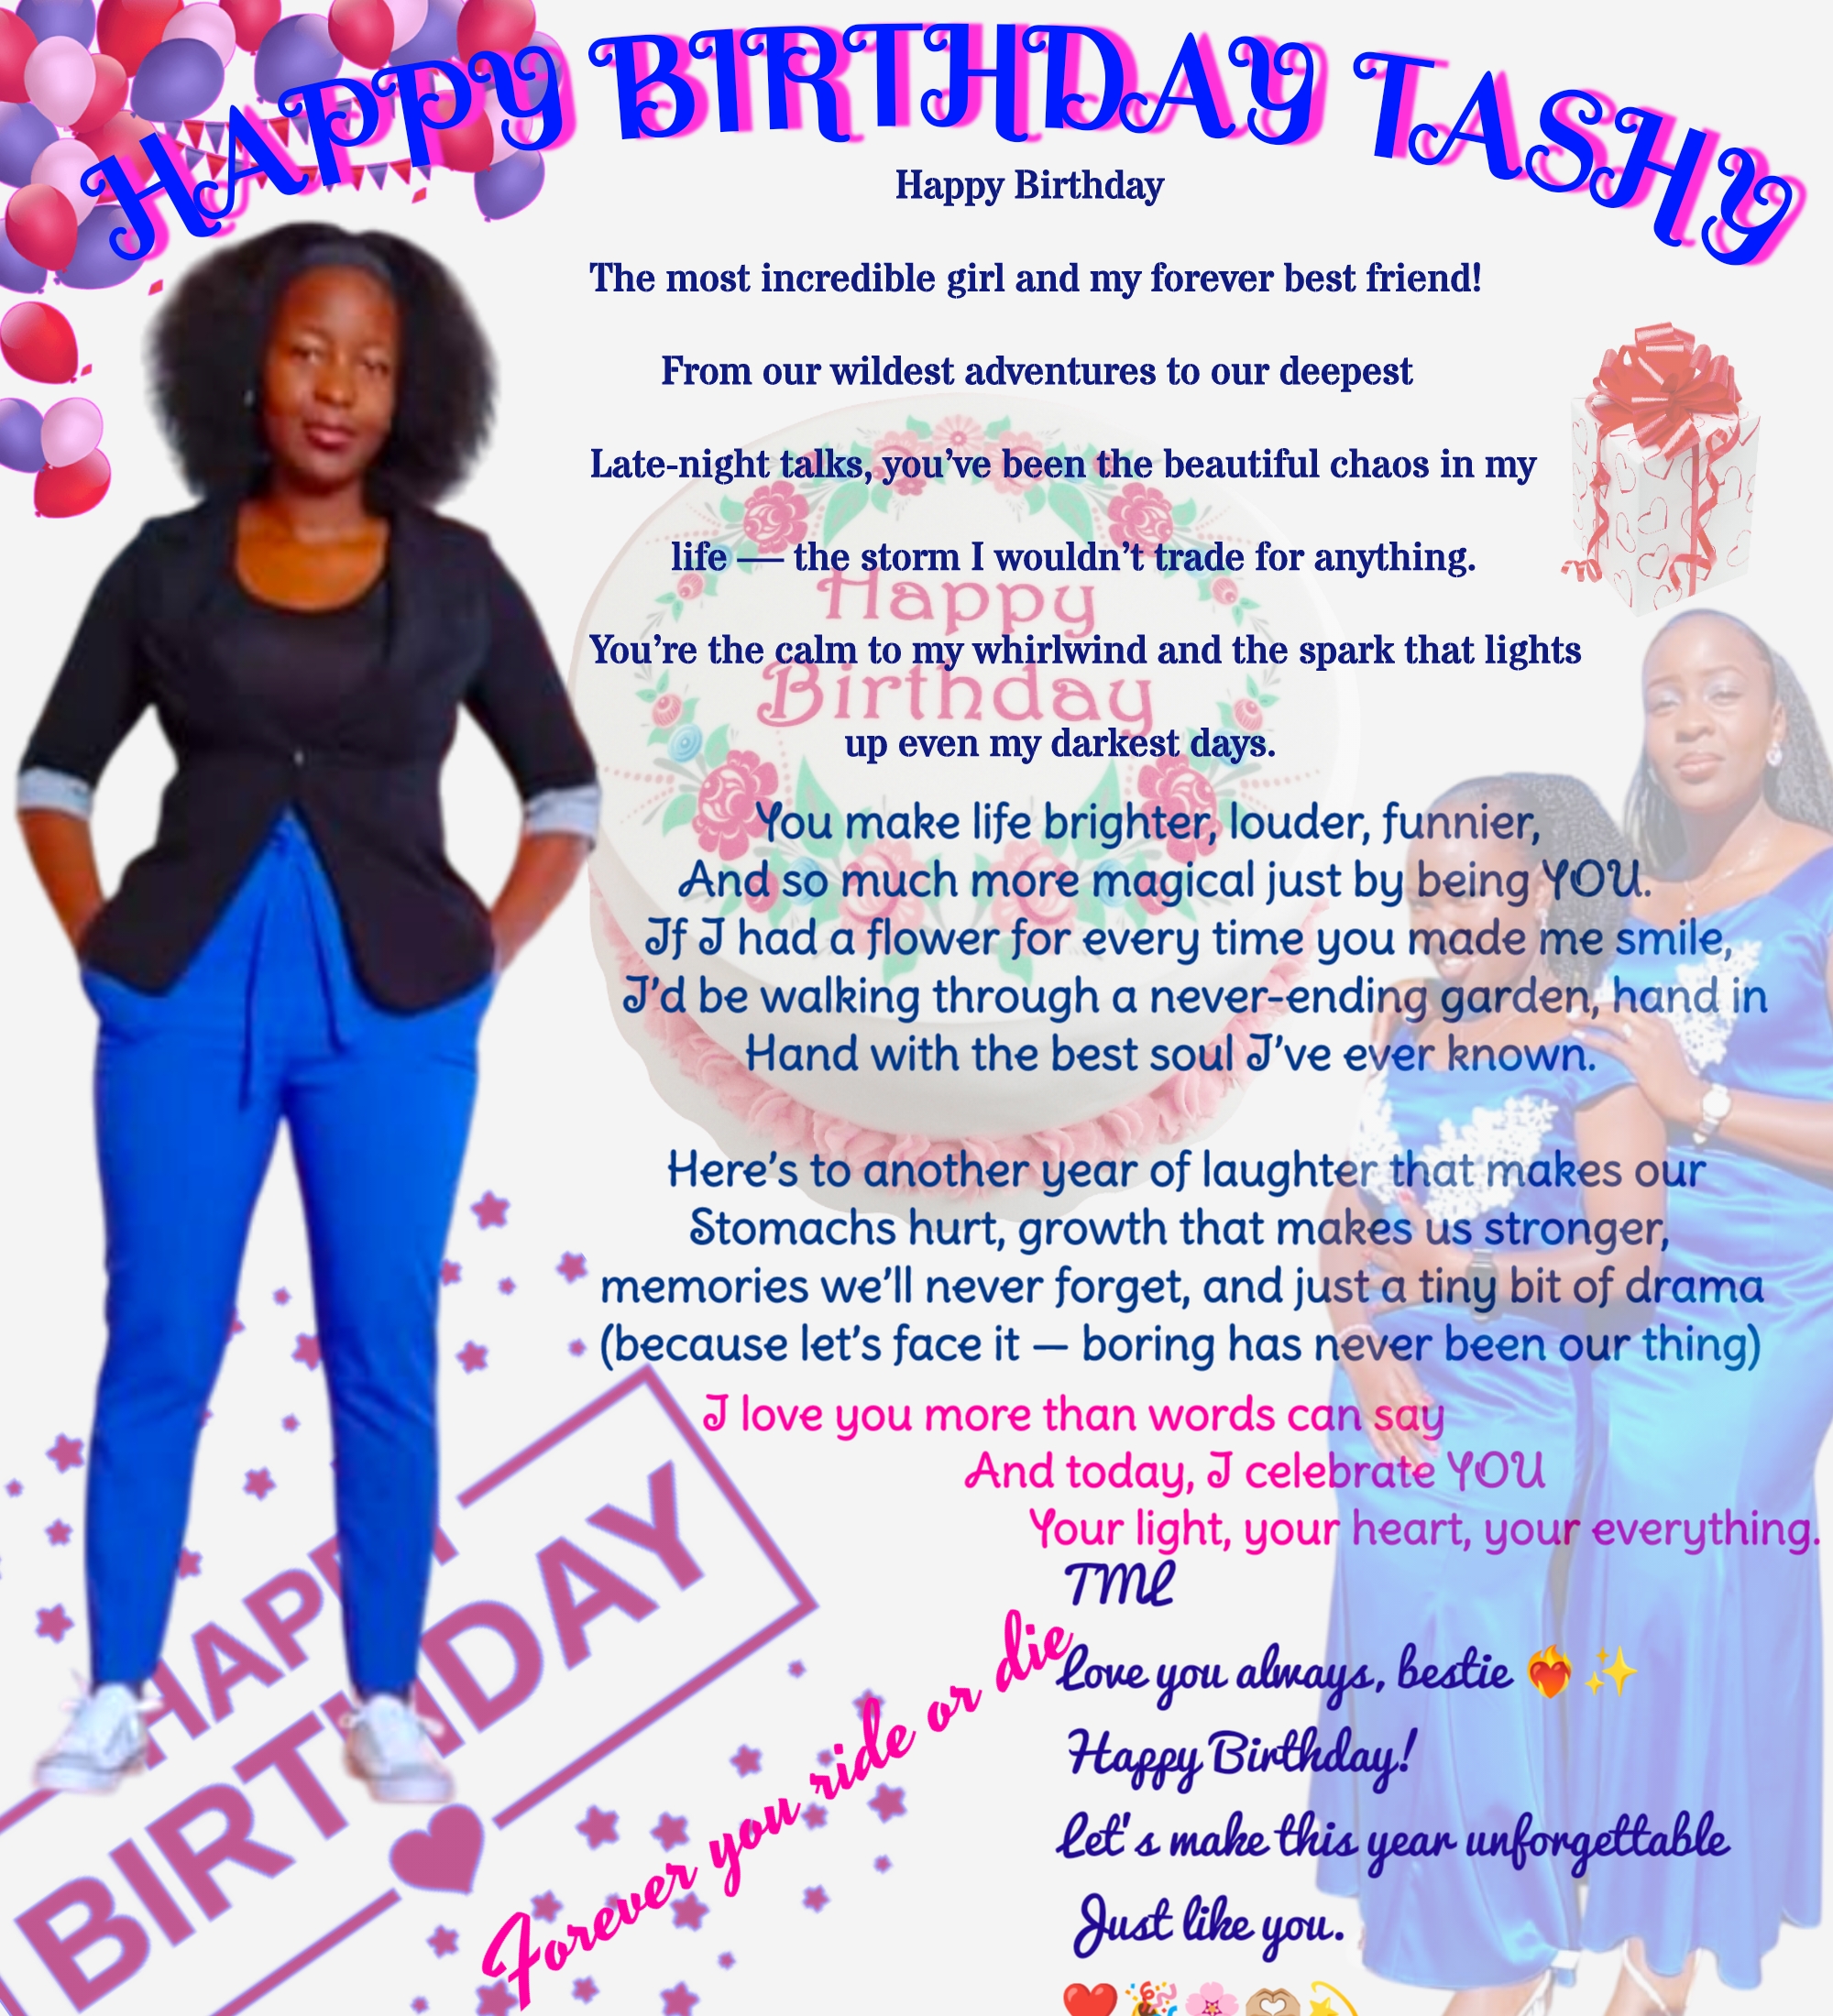 HAPPY BIRTHDAY TASHY
Happy Birthday
The most incredible girl and my forever best friend!
From our wildest adventures to our deepest
Late-night talks, you’ve been the beautiful chaos in my
life — the storm I wouldn’t trade for anything.
Happy
You’re the calm to my whirlwind and the spark that lights
Birthday
up even my darkest days.
You make life brighter, louder, funnier,
And so much more magical just by being YOU.
If I had a flower for every time you made me smile,
I’d be walking through a never-ending garden, hand in
Hand with the best soul I’ve ever known.
Here’s to another year of laughter that makes our
Stomachs hurt, growth that makes us stronger,
memories we’ll never forget, and just a tiny bit of drama
(because let’s face it — boring has never been our thing)
I love you more than words can say
And today, I celebrate YOU
Your light, your heart, your everything.
TML
Love you always, bestie ❤️‍🔥 ✨
Happy Birthday!
Let's make this year unforgettable
Just like you.
❤️🎉🌸🫶🏼💫
Forever you ride or die
HAPPY
BIRTHDAY